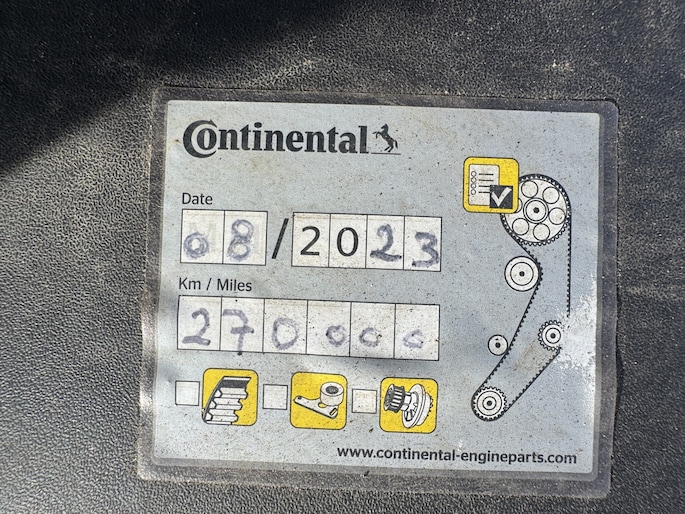 Continental
Date
08/2023
Km / Miles
270000
www.continental-engineparts.com